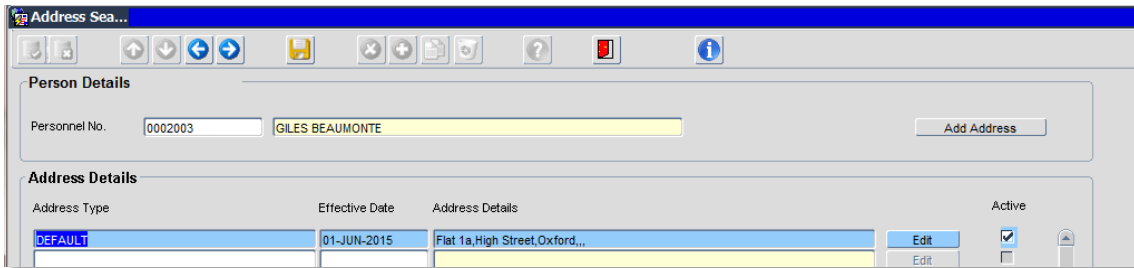 Address Sea...
Person Details
Personnel No. 0002003 GILES BEAUMONTE Add Address
Address Details
Address Type Effective Date Address Details Active
DEFAULT 01-JUN-2015 Flat 1a,High Street,Oxford,,, Edit
Edit